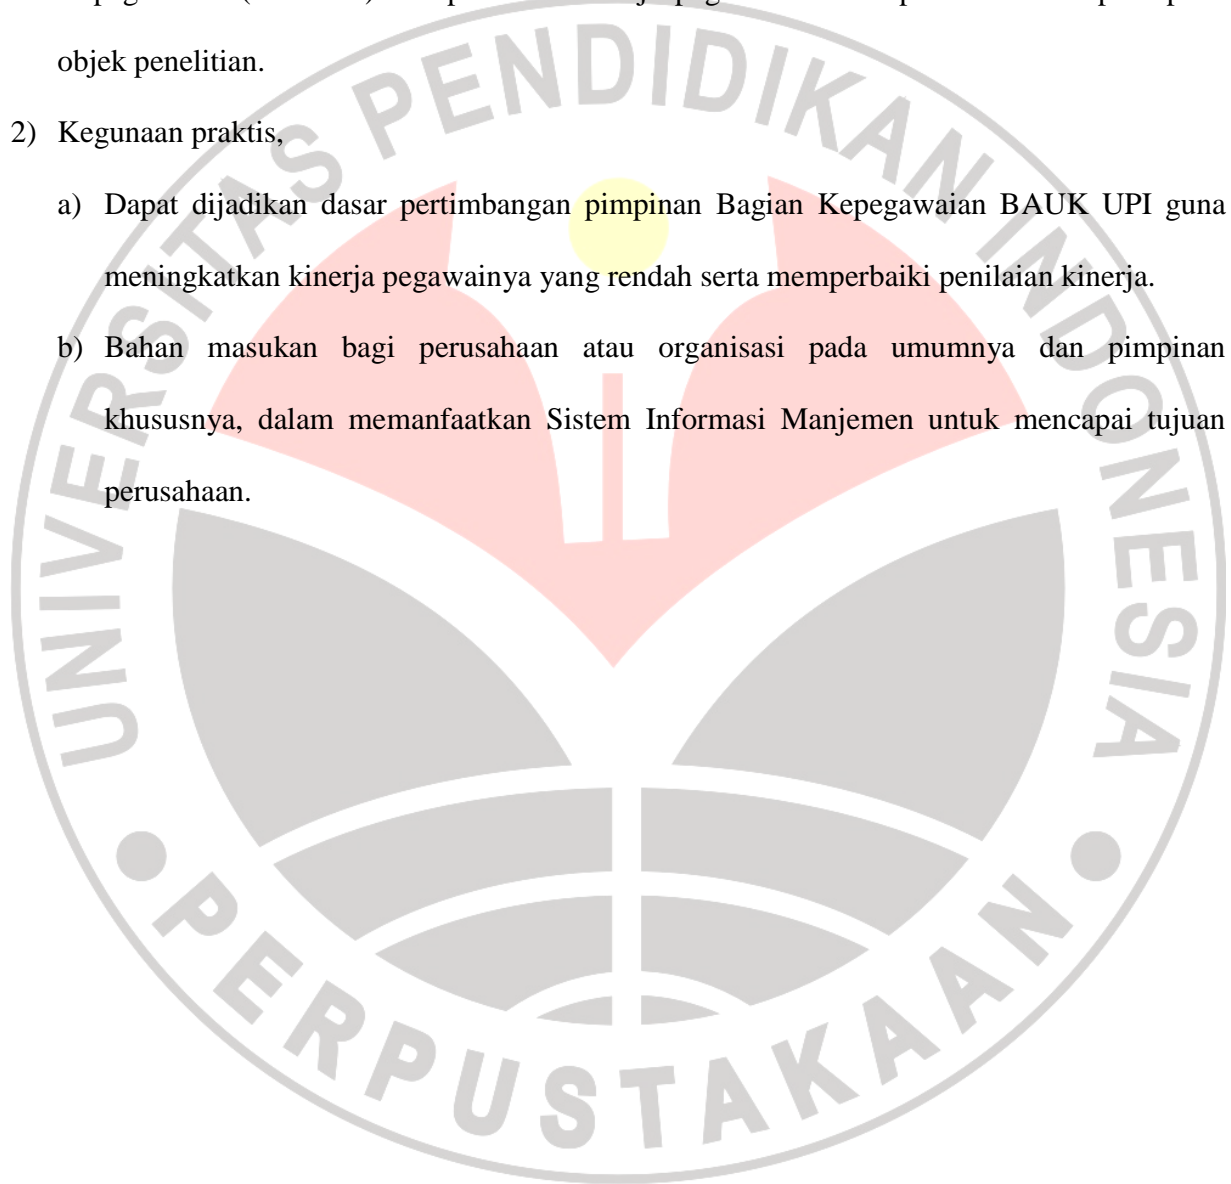 objek penelitian.
2) Kegunaan praktis,
a) Dapat dijadikan dasar pertimbangan pimpinan Bagian Kepegawaian BAUK UPI guna
meningkatkan kinerja pegawainya yang rendah serta memperbaiki penilaian kinerja.
b) Bahan masukan bagi perusahaan atau organisasi pada umumnya dan pimpinan
khususnya, dalam memanfaatkan Sistem Informasi Manjemen untuk mencapai tujuan
perusahaan.
UNIVERSITAS PENDIDIKAN INDONESIA
PERPUSTAKAAN